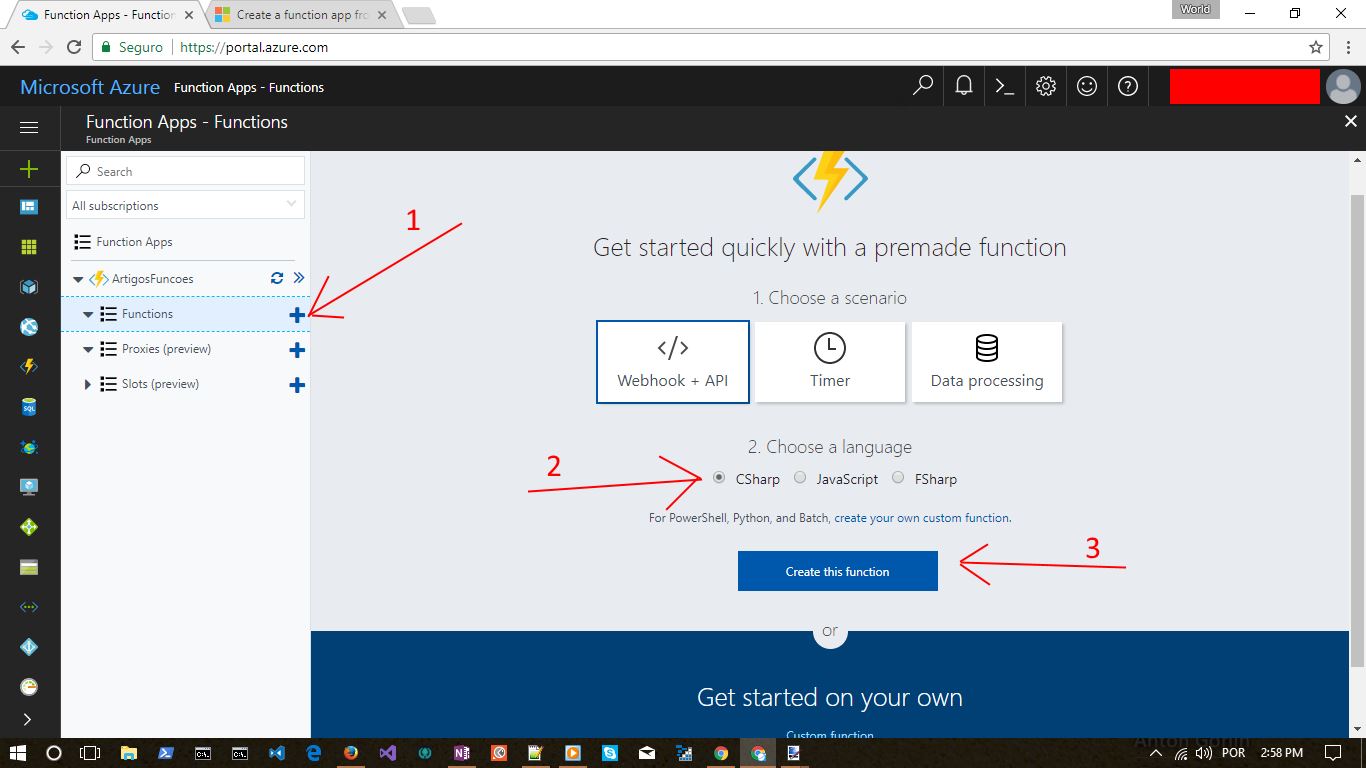 Function Apps - Function
Create a function app fro
World
Seguro
https://portal.azure.com
Microsoft Azure
Function Apps - Functions
Function Apps - Functions
Function Apps
Search
All subscriptions
Function Apps
ArtigosFuncoes
Functions
Proxies (preview)
Slots (preview)
1
Get started quickly with a premade function
1. Choose a scenario
Webhook + API
Timer
Data processing
2. Choose a language
2
CSharp
JavaScript
FSharp
For PowerShell, Python, and Batch, create your own custom function.
3
Create this function
or
Get started on your own
Custom function
Anton Gorlin
POR
2:58 PM